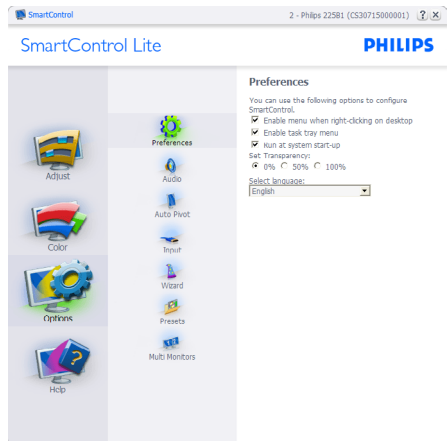 SmartControl
2 - Philips 225B1 (CS30715000001)
SmartControl Lite
PHILIPS
Adjust
Color
Options
Help
Preferences
Audio
Auto Pivot
Input
Wizard
Presets
Multi Monitors
Preferences
You can use the following options to configure
SmartControl.
Enable menu when right-clicking on desktop
Enable task tray menu
Run at system start-up
Set Transparency:
0% 50% 100%
Select language:
English